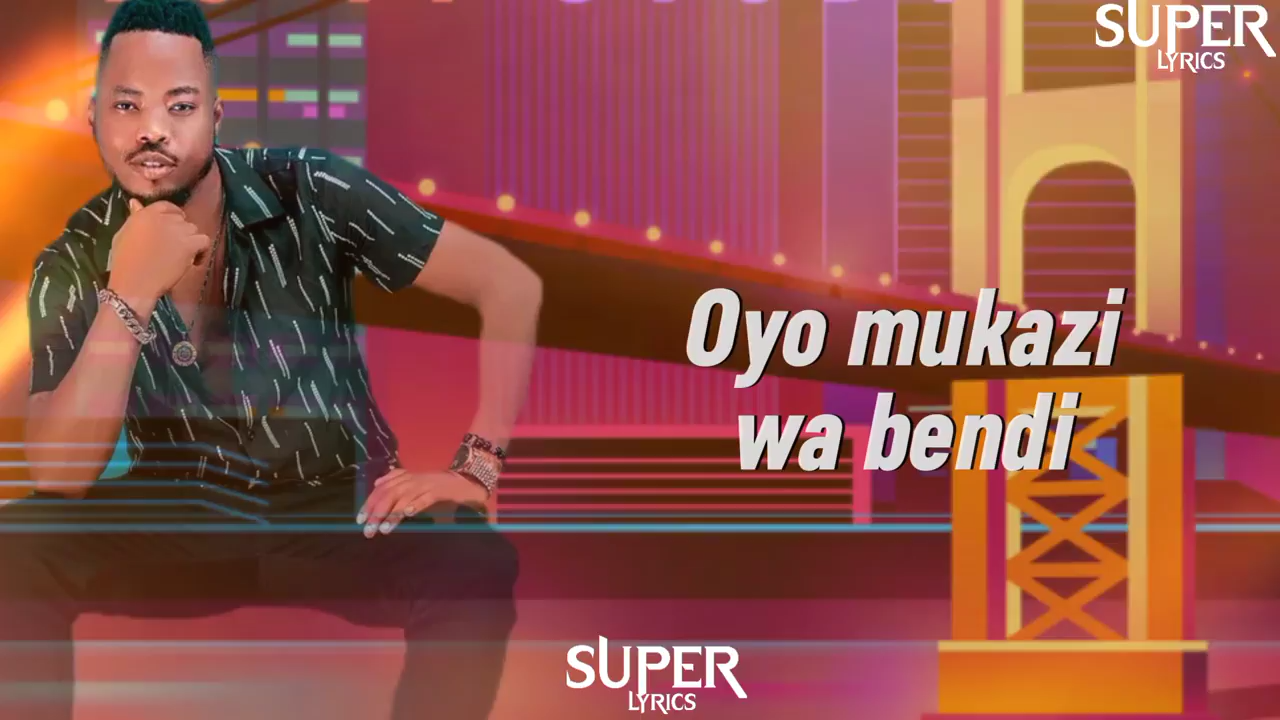 SUPER
LYRICS
Oyo mukazi
wa bendi
SUPER
LYRICS